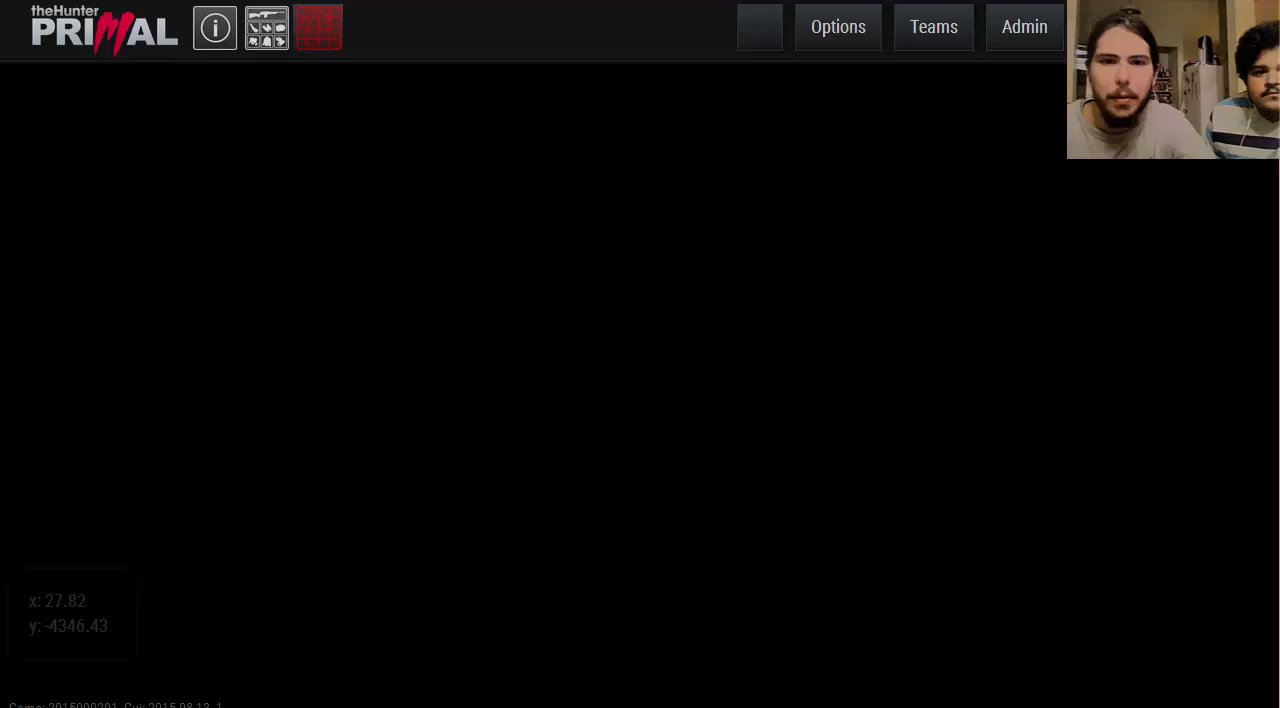 theHunter
PRIMAL
Options
Teams
Admin
x: 27.82
y: -4346.43